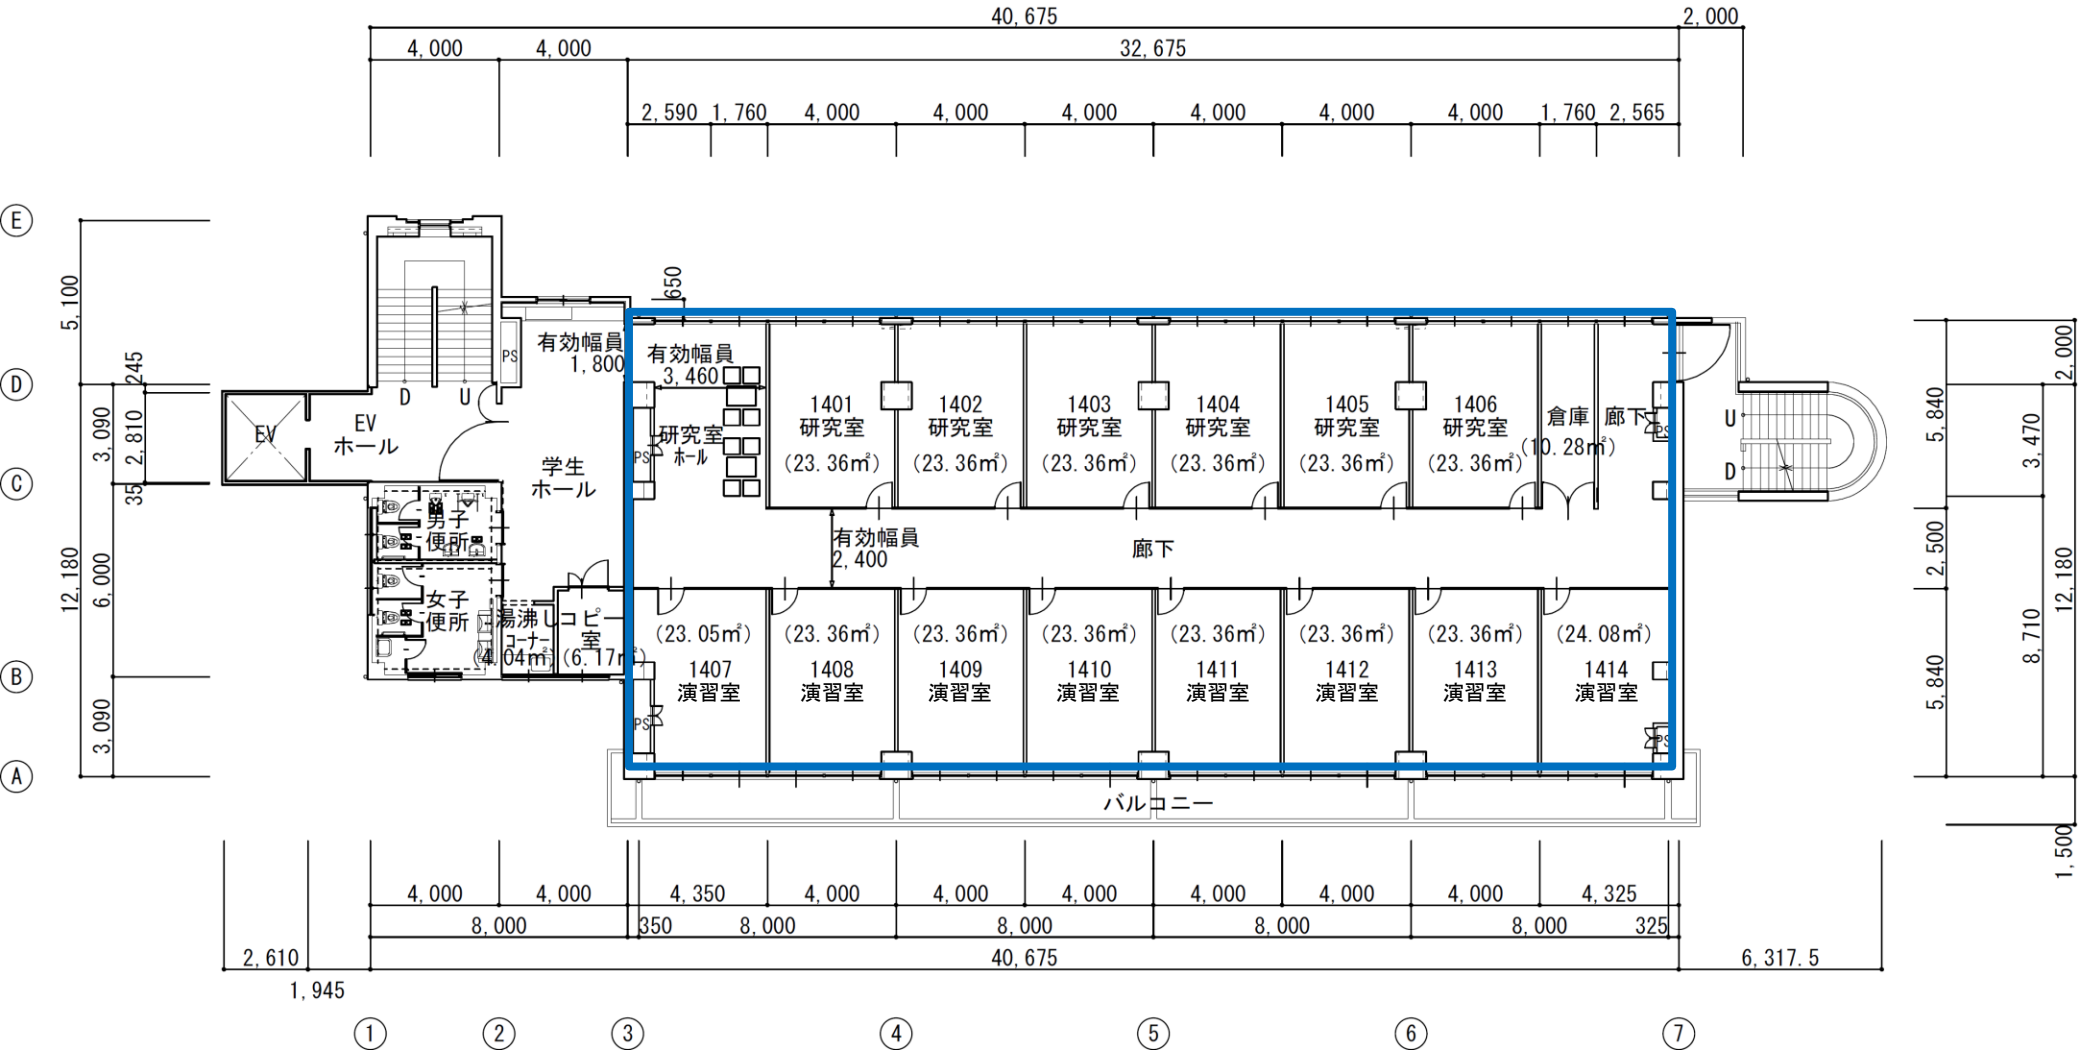 40,675
2,000
4,000
4,000
32,675
2,590
1,760
4,000
4,000
4,000
4,000
4,000
4,000
1,760
2,565
E
D
C
B
A
5,100
245
3,090
2,810
35
12,180
6,000
3,090
650
PS
有効幅員
1,800
有効幅員
3,460
D
U
EV
EV
ホール
学生
ホール
PS
研究室
ホール
1401
研究室
(23.36㎡)
1402
研究室
(23.36㎡)
1403
研究室
(23.36㎡)
1404
研究室
(23.36㎡)
1405
研究室
(23.36㎡)
1406
研究室
(23.36㎡)
倉庫
(10.28㎡)
廊下
PS
U
D
男子
便所
女子
便所
湯沸し
コーナー
(4.04㎡)
コピー
室
(6.17㎡)
有効幅員
2,400
廊下
(23.05㎡)
1407
演習室
(23.36㎡)
1408
演習室
(23.36㎡)
1409
演習室
(23.36㎡)
1410
演習室
(23.36㎡)
1411
演習室
(23.36㎡)
1412
演習室
(23.36㎡)
1413
演習室
(24.08㎡)
1414
演習室
PS
PS
バルコニー
2,000
5,840
3,470
2,500
12,180
8,710
5,840
1,500
4,000
4,000
4,350
4,000
4,000
4,000
4,000
4,000
4,000
4,325
8,000
350
8,000
8,000
8,000
8,000
325
2,610
40,675
6,317.5
1,945
1
2
3
4
5
6
7